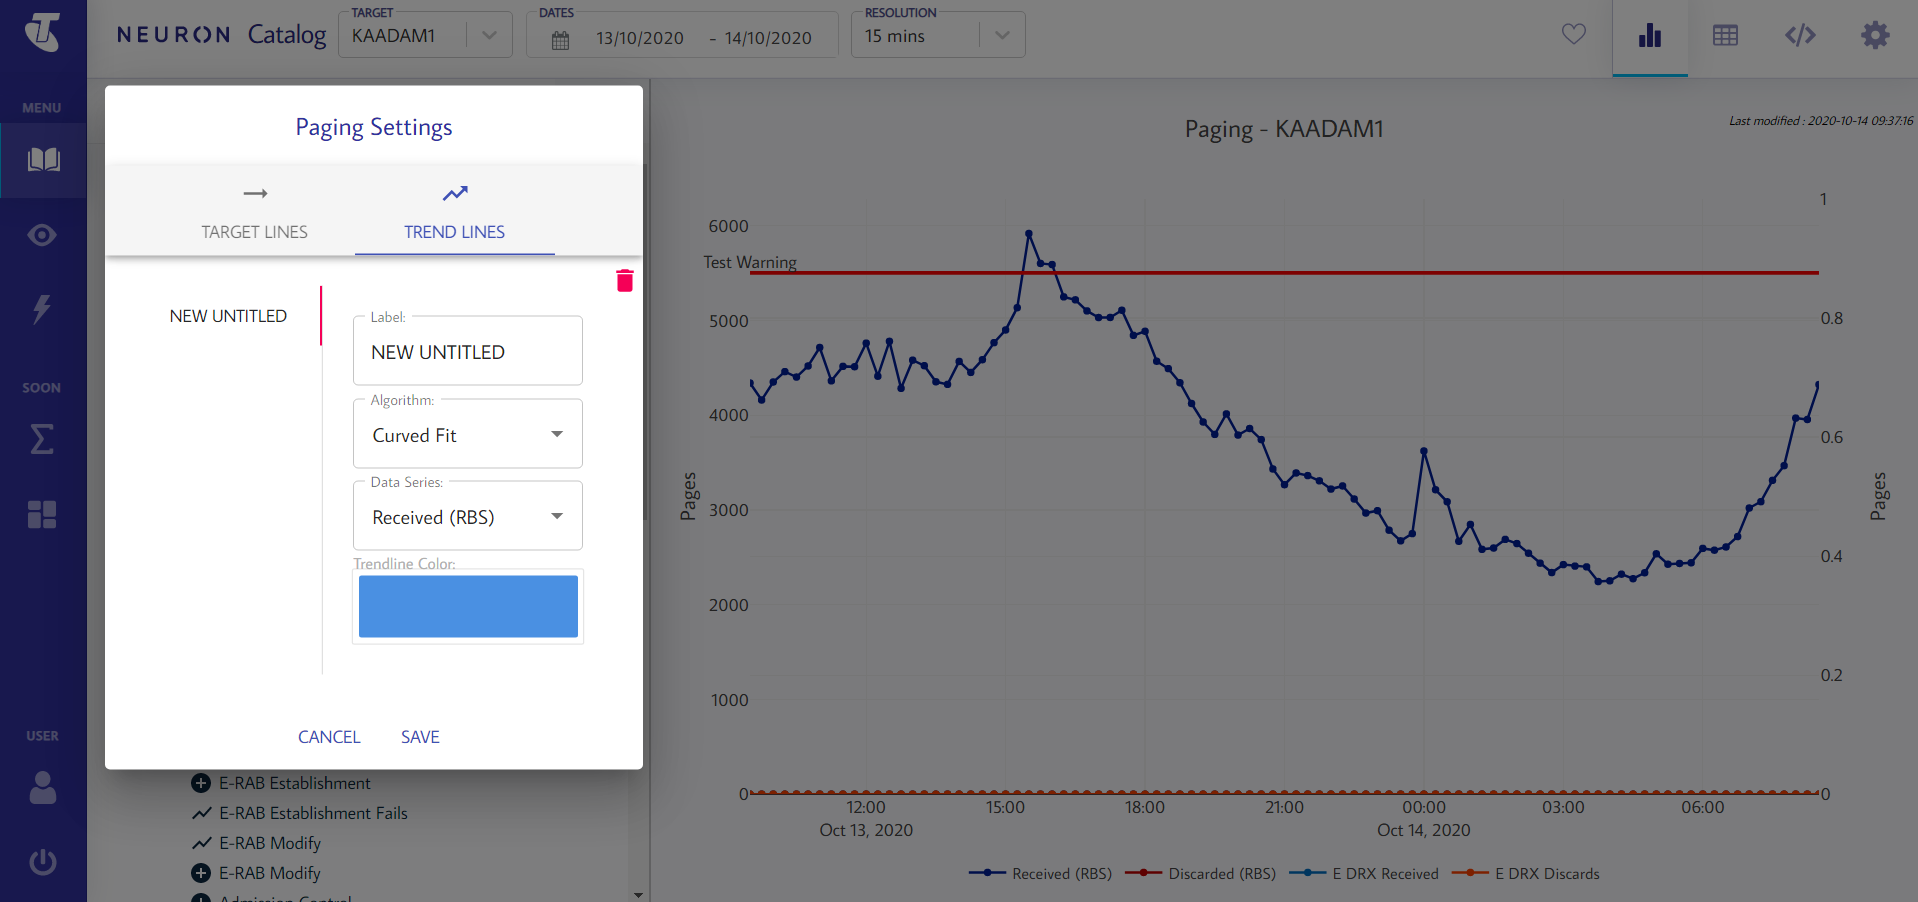 NEURON Catalog
TARGET
KAADAM1
DATES
13/10/2020 - 14/10/2020
RESOLUTION
15 mins
MENU
SOON
USER
Paging Settings
TARGET LINES
TREND LINES
NEW UNTITLED
Label:
NEW UNTITLED
Algorithm:
Curved Fit
Data Series:
Received (RBS)
Trendline Color:
CANCEL
SAVE
E-RAB Establishment
E-RAB Establishment Fails
E-RAB Modify
E-RAB Modify
Admission Control
Paging - KAADAM1
Last modified : 2020-10-14 09:37:16
Test Warning
6000
5000
4000
3000
2000
1000
0
Pages
1
0.8
0.6
0.4
0.2
0
Pages
12:00
15:00
18:00
21:00
00:00
03:00
06:00
Oct 13, 2020
Oct 14, 2020
Received (RBS)
Discarded (RBS)
E DRX Received
E DRX Discards